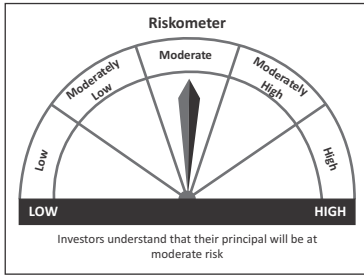 Riskometer
Moderate
Moderately
Low
Moderately
High
Low
High
LOW
HIGH
Investors understand that their principal will be at
moderate risk